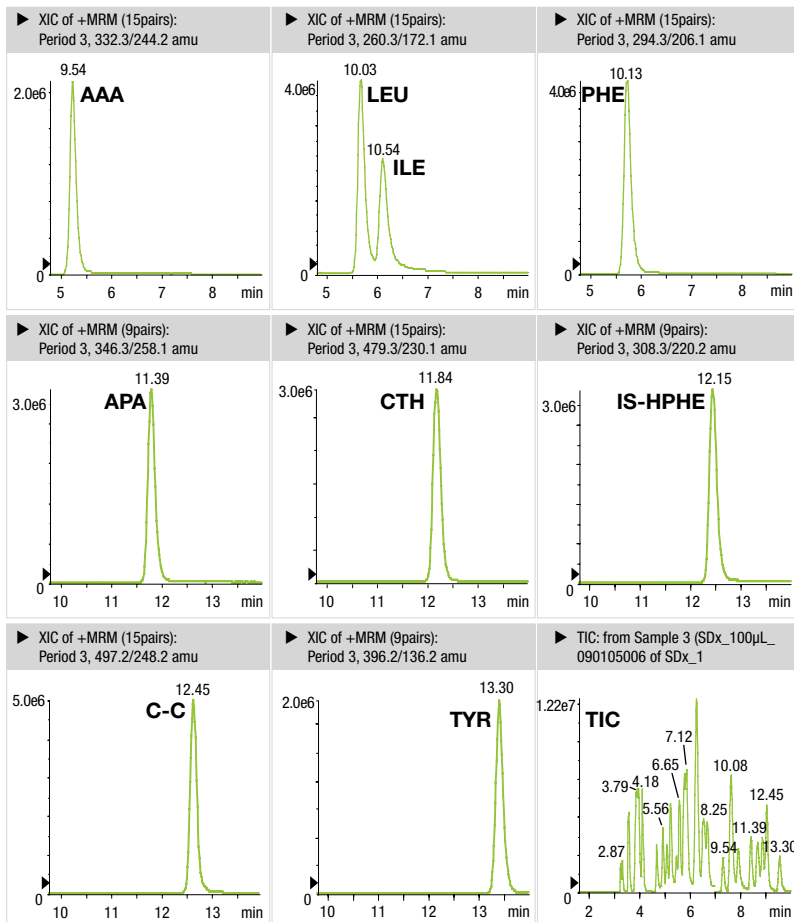 ▶ XIC of +MRM (15pairs):
Period 3, 332.3/244.2 amu
9.54
2.0e6
AAA
0
5 6 7 8 min
▶ XIC of +MRM (15pairs):
Period 3, 260.3/172.1 amu
10.03
4.0e6
LEU
10.54
ILE
0
5 6 7 8 min
▶ XIC of +MRM (15pairs):
Period 3, 294.3/206.1 amu
10.13
4.0e6
PHE
0
5 6 7 8 min
▶ XIC of +MRM (9pairs):
Period 3, 346.3/258.1 amu
11.39
3.0e6
APA
0
10 11 12 13 min
▶ XIC of +MRM (15pairs):
Period 3, 479.3/230.1 amu
11.84
3.0e6
CTH
0
10 11 12 13 min
▶ XIC of +MRM (9pairs):
Period 3, 308.3/220.2 amu
12.15
3.0e6
IS-HPHE
0
10 11 12 13 min
▶ XIC of +MRM (15pairs):
Period 3, 497.2/248.2 amu
12.45
5.0e6
C-C
0
10 11 12 13 min
▶ XIC of +MRM (9pairs):
Period 3, 396.2/136.2 amu
13.30
2.0e6
TYR
0
10 11 12 13 min
▶ TIC: from Sample 3 (SDx_100µL_
090105006 of SDx_1
1.22e7
TIC
7.12
6.65
10.08
3.79 4.18
12.45
5.56
8.25
11.39
2.87
9.54
13.30
0
2 4 6 8 min